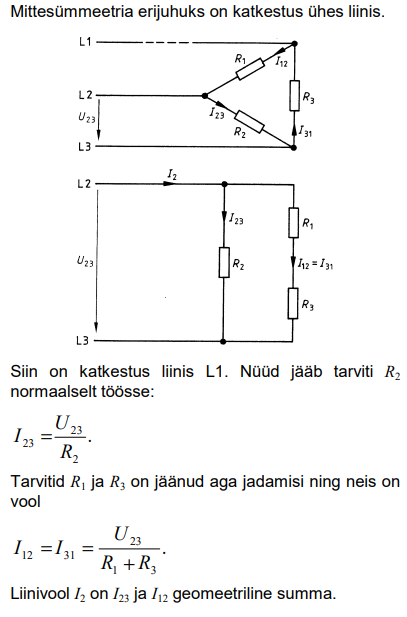 Mittesümmeetria erijuhuks on katkestus ühes liinis.
L1
R₁
I₁₂
L2
R₃
U₂₃
I₂₃
R₂
I₃₁
L3
L2
I₂
I₂₃
R₁
U₂₃
R₂
I₁₂ = I₃₁
R₃
L3
Siin on katkestus liinis L1. Nüüd jääb tarviti R₂
normaalselt töösse:
I₂₃ = U₂₃ / R₂.
Tarvitid R₁ ja R₃ on jäänud aga jadamisi ning neis on
vool
I₁₂ = I₃₁ = U₂₃ / (R₁ + R₃).
Liinivool I₂ on I₂₃ ja I₁₂ geomeetriline summa.